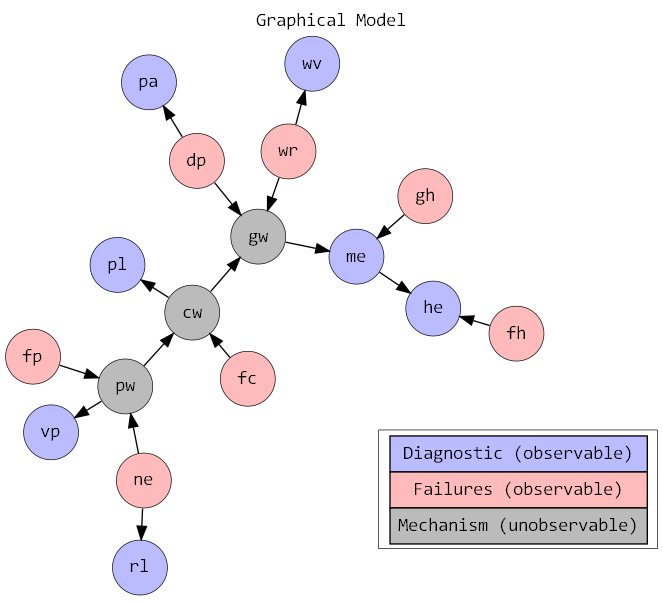 Graphical Model
wv
pa
wr
dp
gh
gw
me
pl
he
cw
fh
fp
fc
pw
vp
Diagnostic (observable)
ne
Failures (observable)
Mechanism (unobservable)
rl